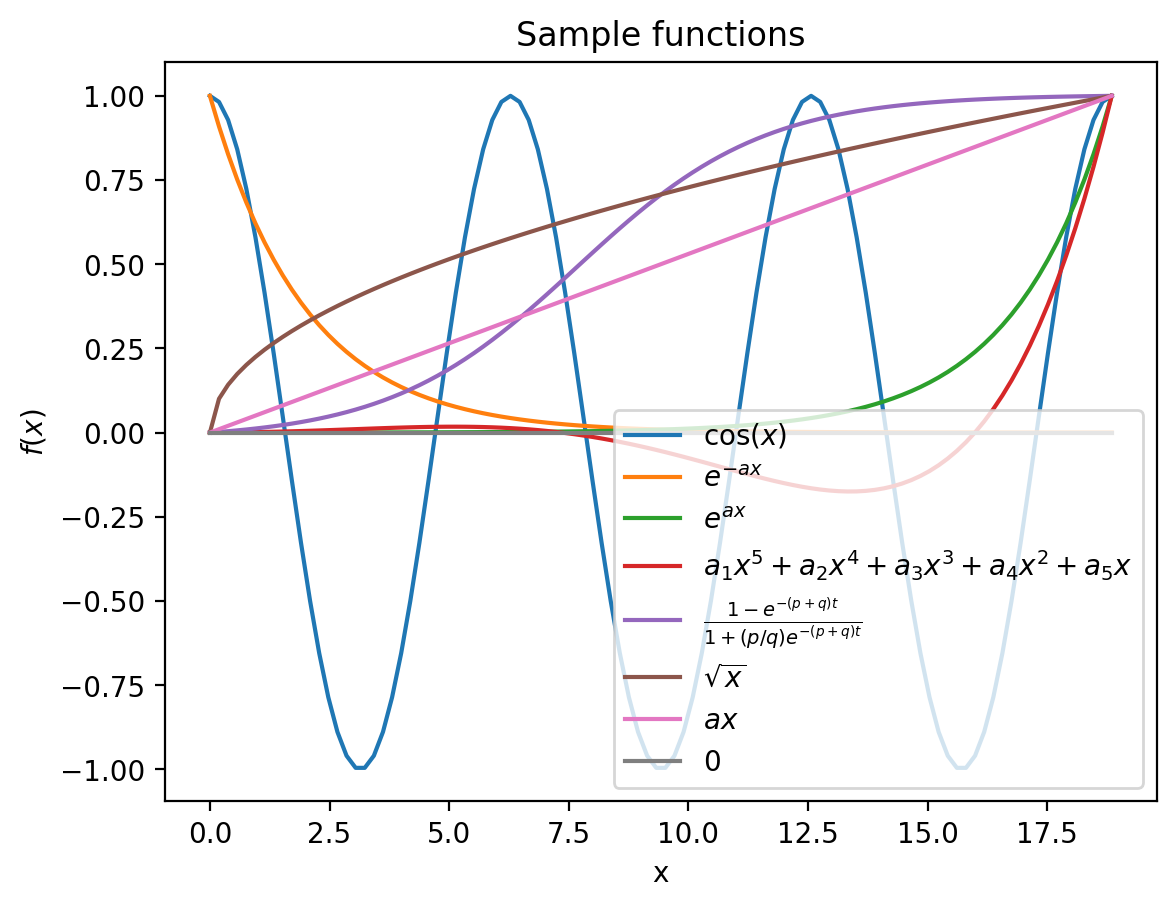 Sample functions
1.00
0.75
0.50
0.25
0.00
−0.25
−0.50
−0.75
−1.00
f(x)
cos(x)
e^{−ax}
e^{ax}
a₁x⁵ + a₂x⁴ + a₃x³ + a₄x² + a₅x
\frac{1 − e^{−(p+q)t}}{1 + (p/q)e^{−(p+q)t}}
√x
ax
0
0.0 2.5 5.0 7.5 10.0 12.5 15.0 17.5
x